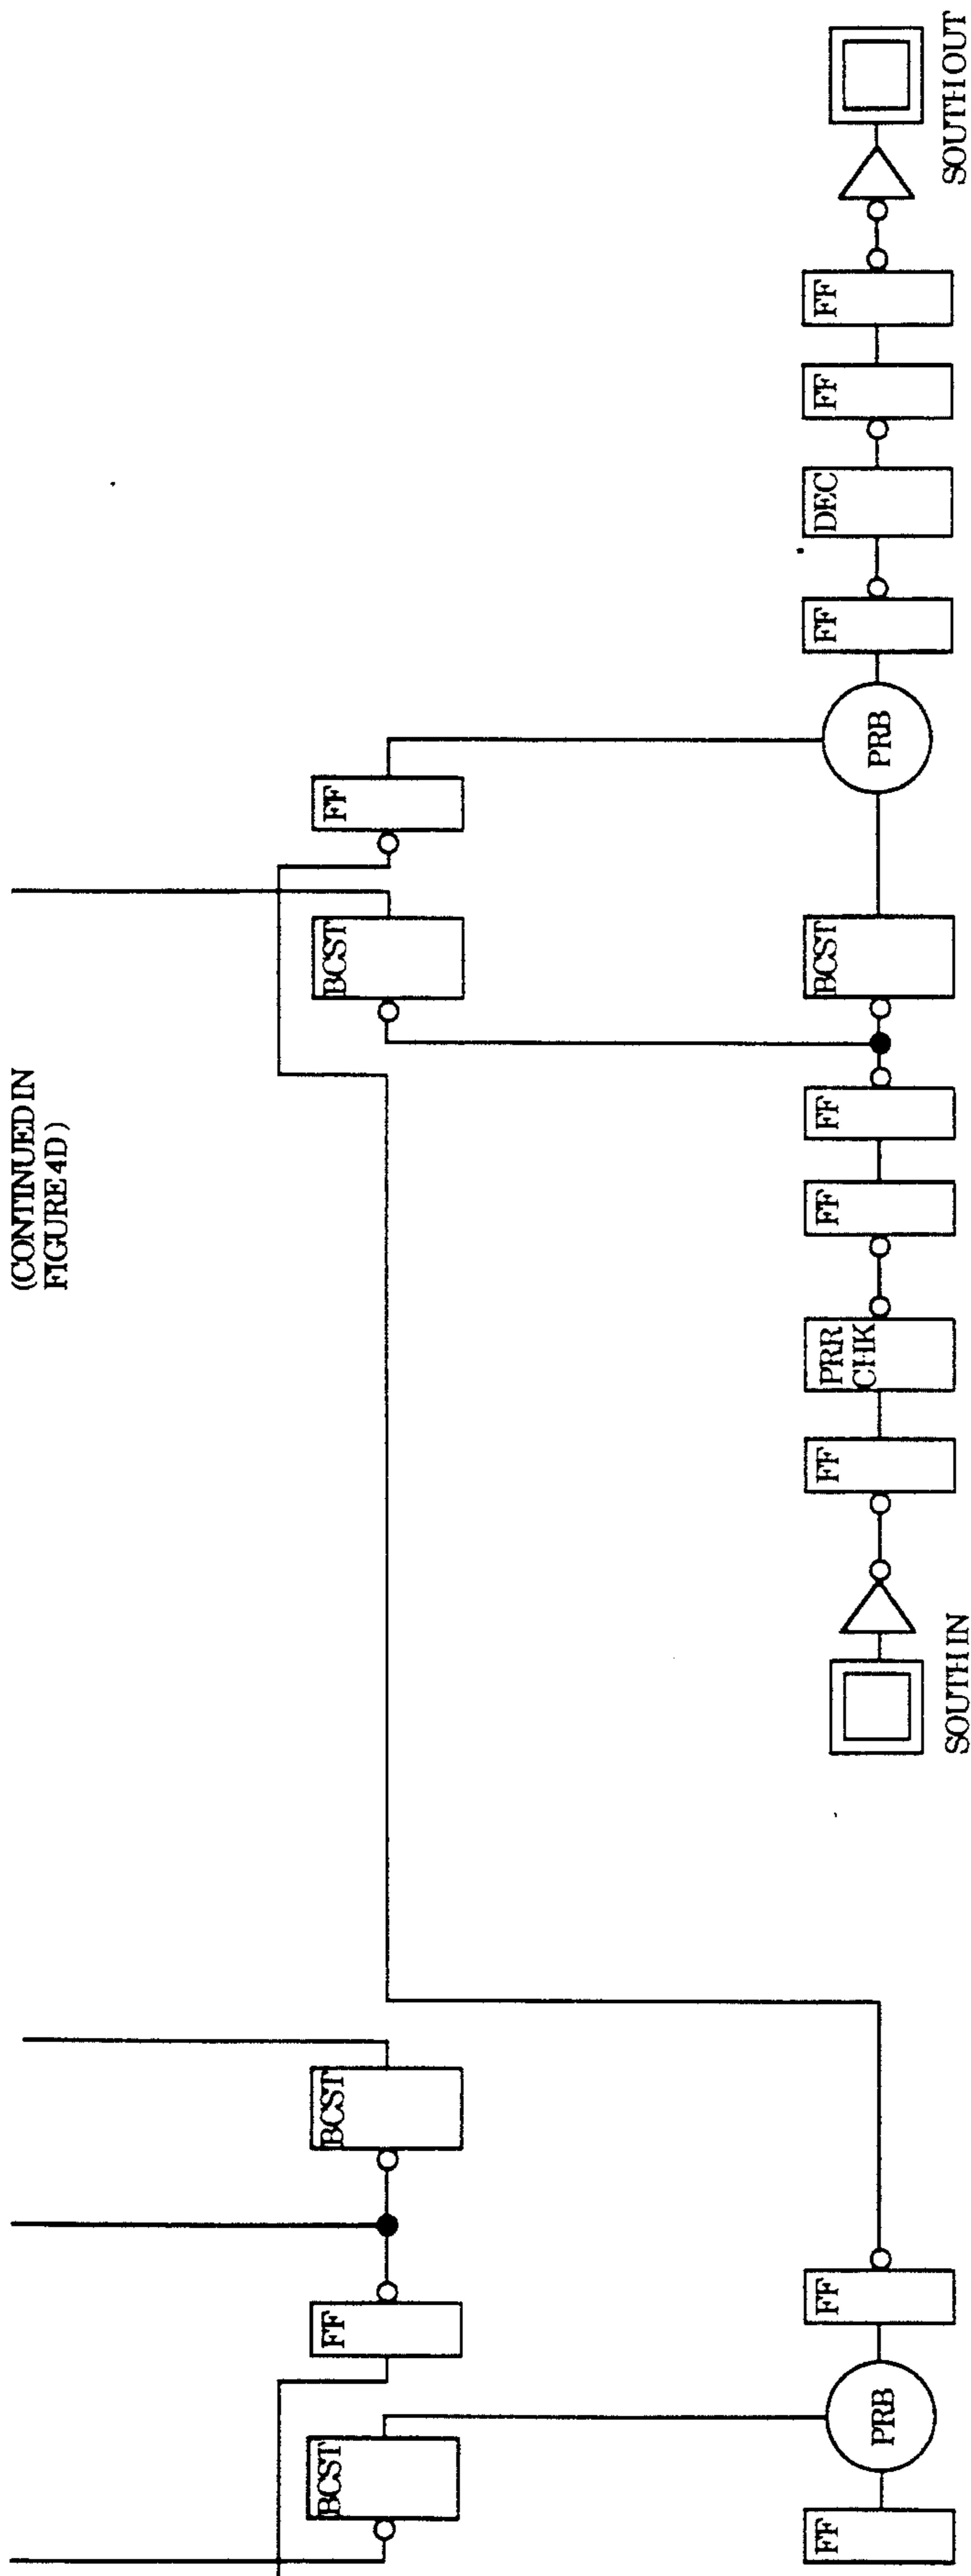 (CONTINUED IN
FIGURE 4D)
BCST
FF
BCST
BCST
FF
FF
PRB
FF
FF
PRR
CHK
FF
FF
BCST
PRB
FF
DEC
FF
FF
SOUTH IN
SOUTH OUT